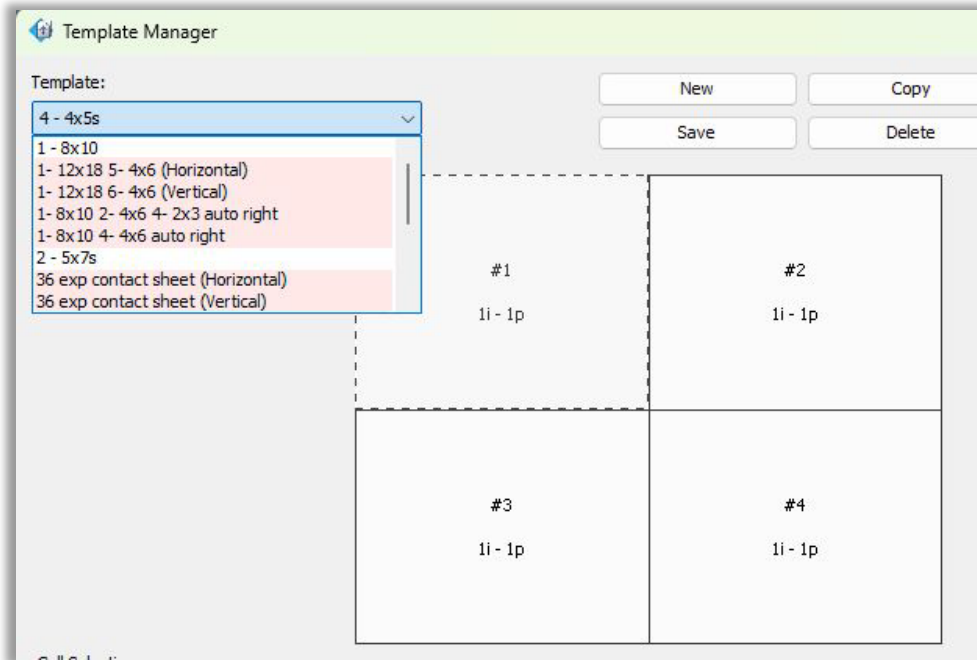 Template Manager
Template:
New
Copy
4 - 4x5s
Save
Delete
1 - 8x10
1- 12x18 5- 4x6 (Horizontal)
1- 12x18 6- 4x6 (Vertical)
1- 8x10 2- 4x6 4- 2x3 auto right
1- 8x10 4- 4x6 auto right
2 - 5x7s
36 exp contact sheet (Horizontal)
36 exp contact sheet (Vertical)
#1
#2
1i - 1p
1i - 1p
#3
#4
1i - 1p
1i - 1p